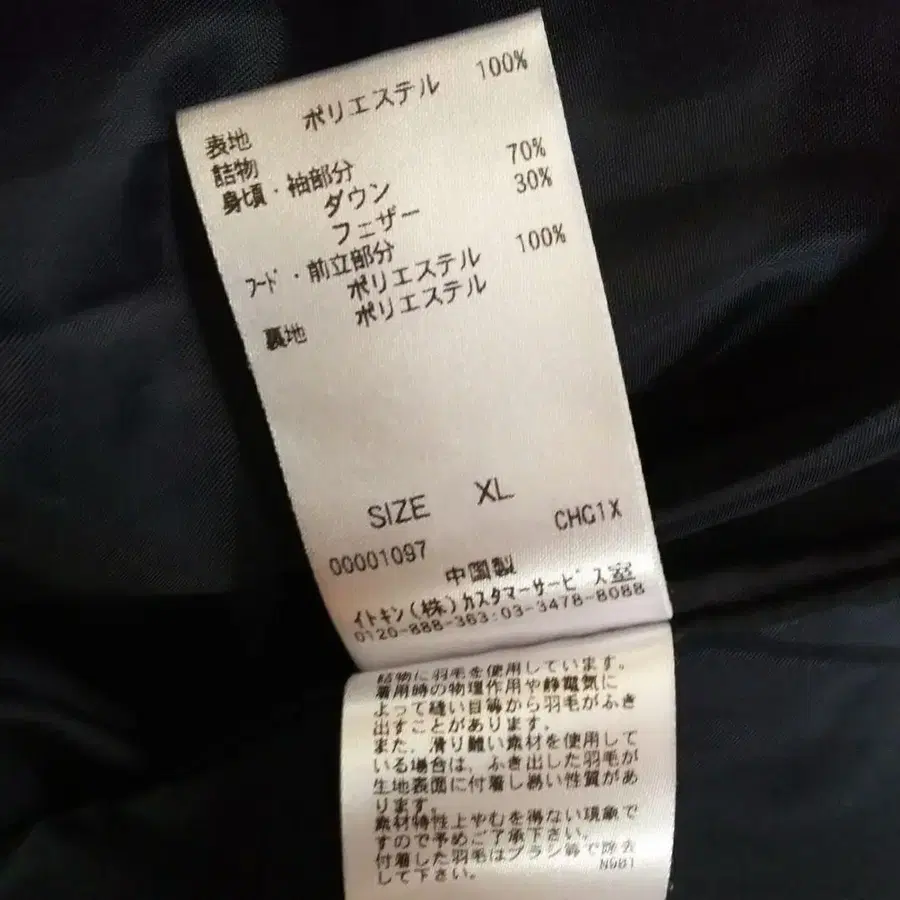 表地 ポリエステル 100%
詰物
身頃・袖部分
ダウン 70%
フェザー 30%
フード・前立部分
ポリエステル 100%
裏地 ポリエステル
SIZE XL
00001097 CHG1X
中国製
イトキン(株)カスタマーサービス室
0120-888-363:03-3478-8088
詰物に羽毛を使用しています。
着用時の物理作用や静電気に
よって縫い目等から羽毛がふき
出すことがあります。
また、滑り難い素材を使用して
いる場合は、ふき出した羽毛が
生地表面に付着し易い性質があ
ります。
素材特性上やむを得ない現象で
すので予めご了承下さい。
付着した羽毛はブラシ等で除去
して下さい。 N901